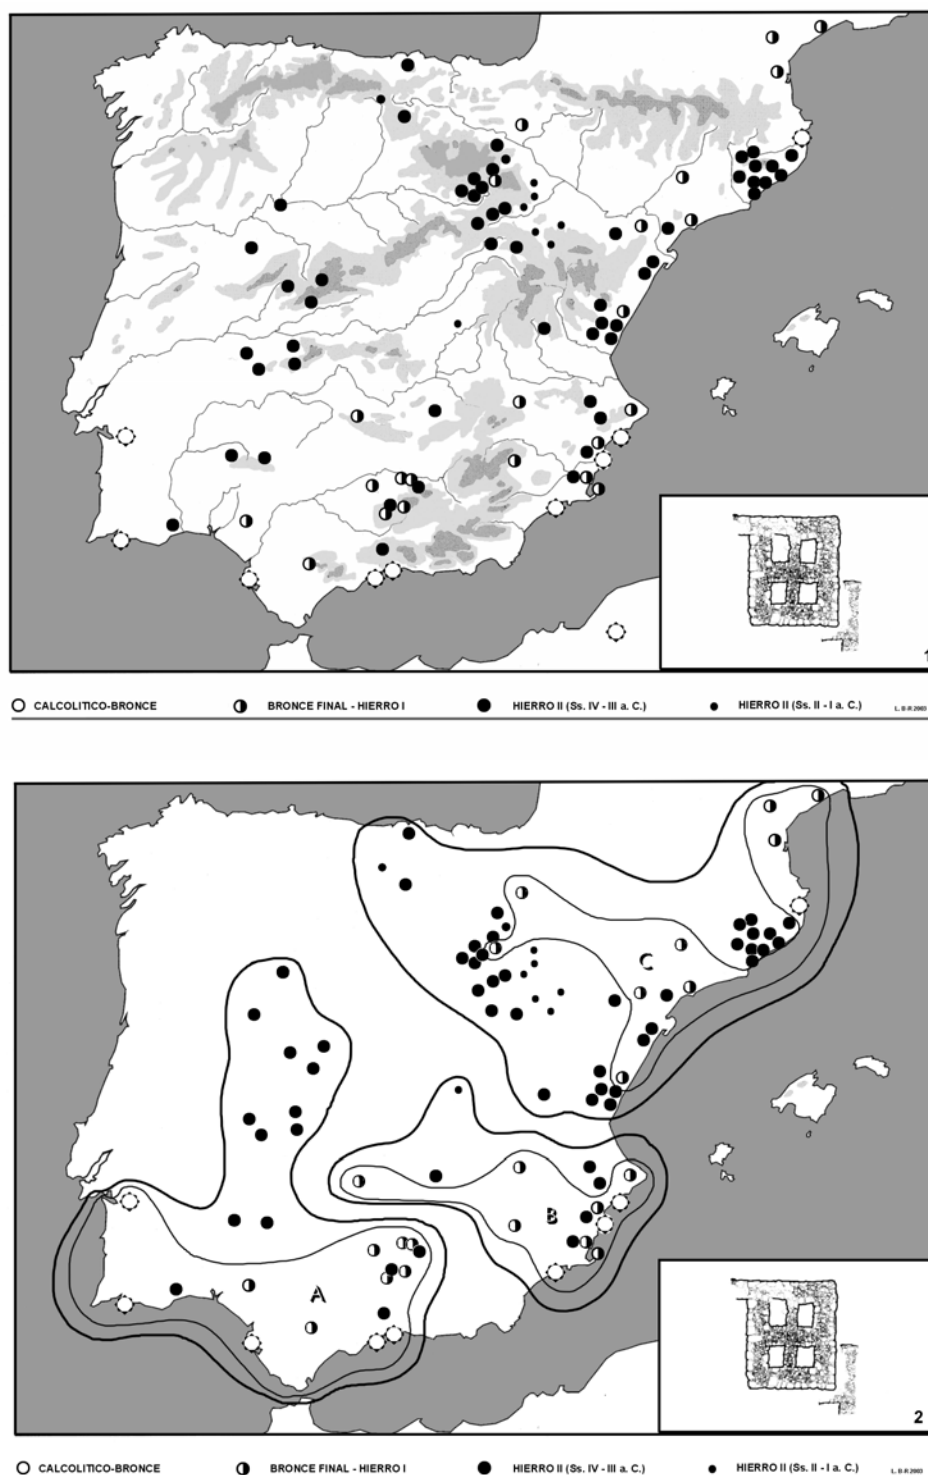 1
CALCOLITICO-BRONCE BRONCE FINAL - HIERRO I HIERRO II (Ss. IV - III a. C.) HIERRO II (Ss. II - I a. C.) L. B-R 2003
C
B
A
2
CALCOLITICO-BRONCE BRONCE FINAL - HIERRO I HIERRO II (Ss. IV - III a. C.) HIERRO II (Ss. II - I a. C.) L. B-R 2003